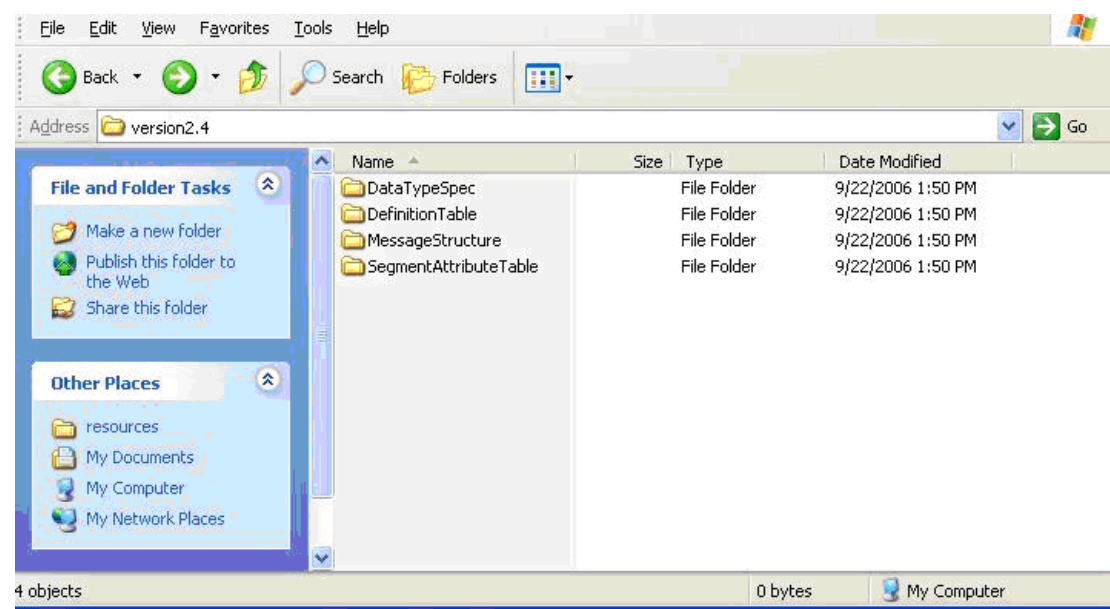 File Edit View Favorites Tools Help
Back Search Folders
Address version2.4 Go
Name Size Type Date Modified
DataTypeSpec File Folder 9/22/2006 1:50 PM
DefinitionTable File Folder 9/22/2006 1:50 PM
MessageStructure File Folder 9/22/2006 1:50 PM
SegmentAttributeTable File Folder 9/22/2006 1:50 PM
File and Folder Tasks
Make a new folder
Publish this folder to
the Web
Share this folder
Other Places
resources
My Documents
My Computer
My Network Places
4 objects 0 bytes My Computer